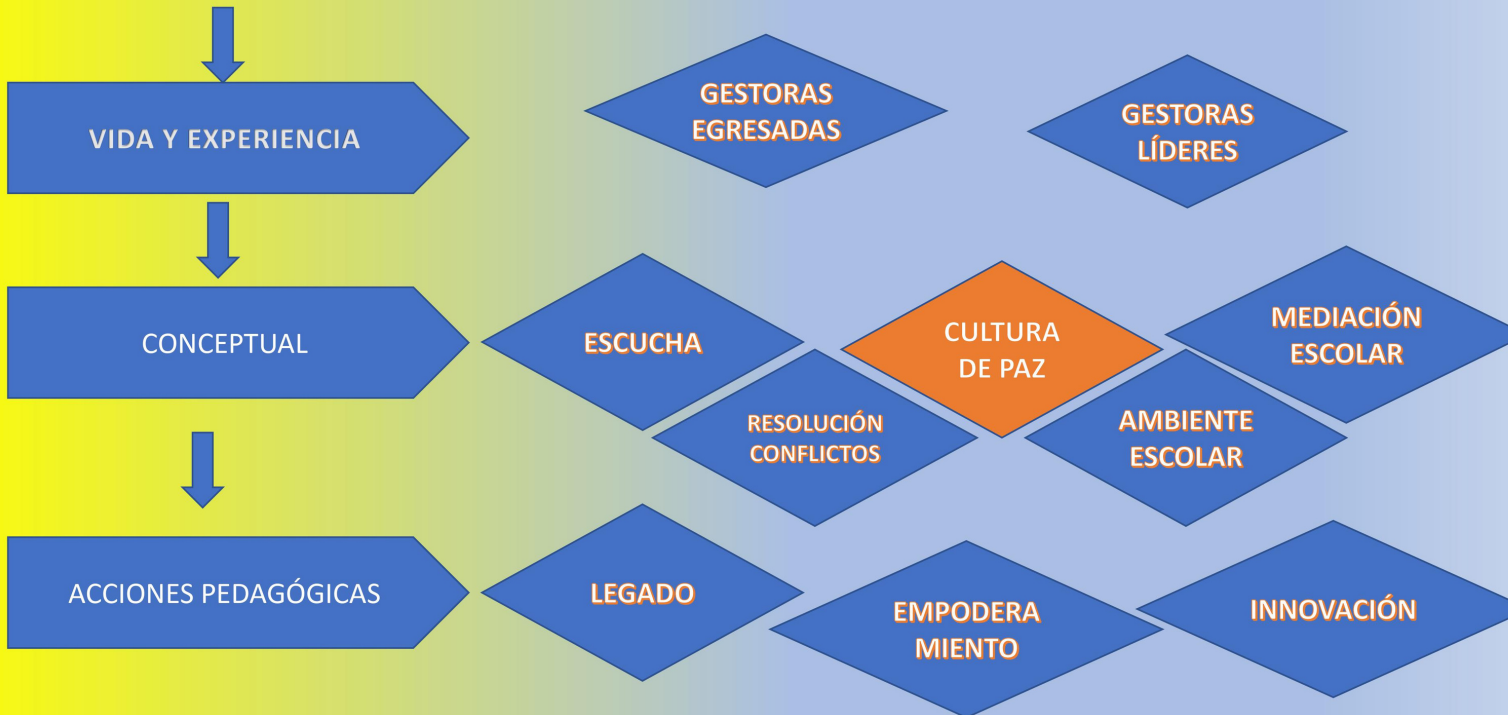 VIDA Y EXPERIENCIA
GESTORAS
EGRESADAS
GESTORAS
LÍDERES
CONCEPTUAL
ESCUCHA
RESOLUCIÓN
CONFLICTOS
CULTURA
DE PAZ
AMBIENTE
ESCOLAR
MEDIACIÓN
ESCOLAR
ACCIONES PEDAGÓGICAS
LEGADO
EMPODERA
MIENTO
INNOVACIÓN